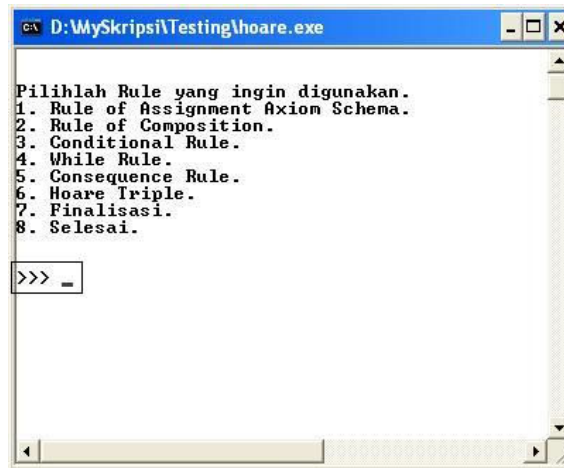 D:\MySkripsi\Testing\hoare.exe
Pilihlah Rule yang ingin digunakan.
1. Rule of Assignment Axiom Schema.
2. Rule of Composition.
3. Conditional Rule.
4. While Rule.
5. Consequence Rule.
6. Hoare Triple.
7. Finalisasi.
8. Selesai.
>>> _